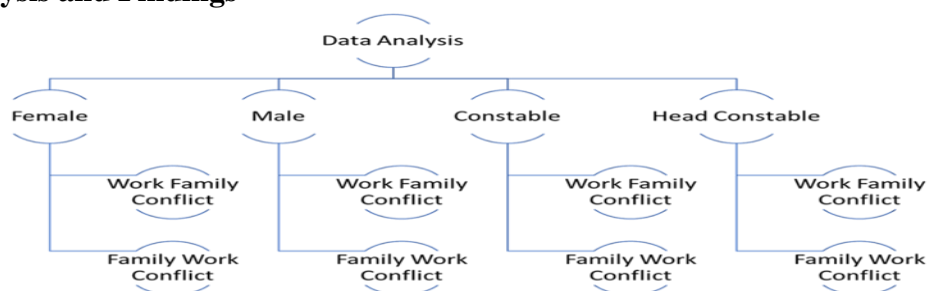 Data Analysis
Female
Male
Constable
Head Constable
Work Family
Conflict
Work Family
Conflict
Work Family
Conflict
Work Family
Conflict
Family Work
Conflict
Family Work
Conflict
Family Work
Conflict
Family Work
Conflict